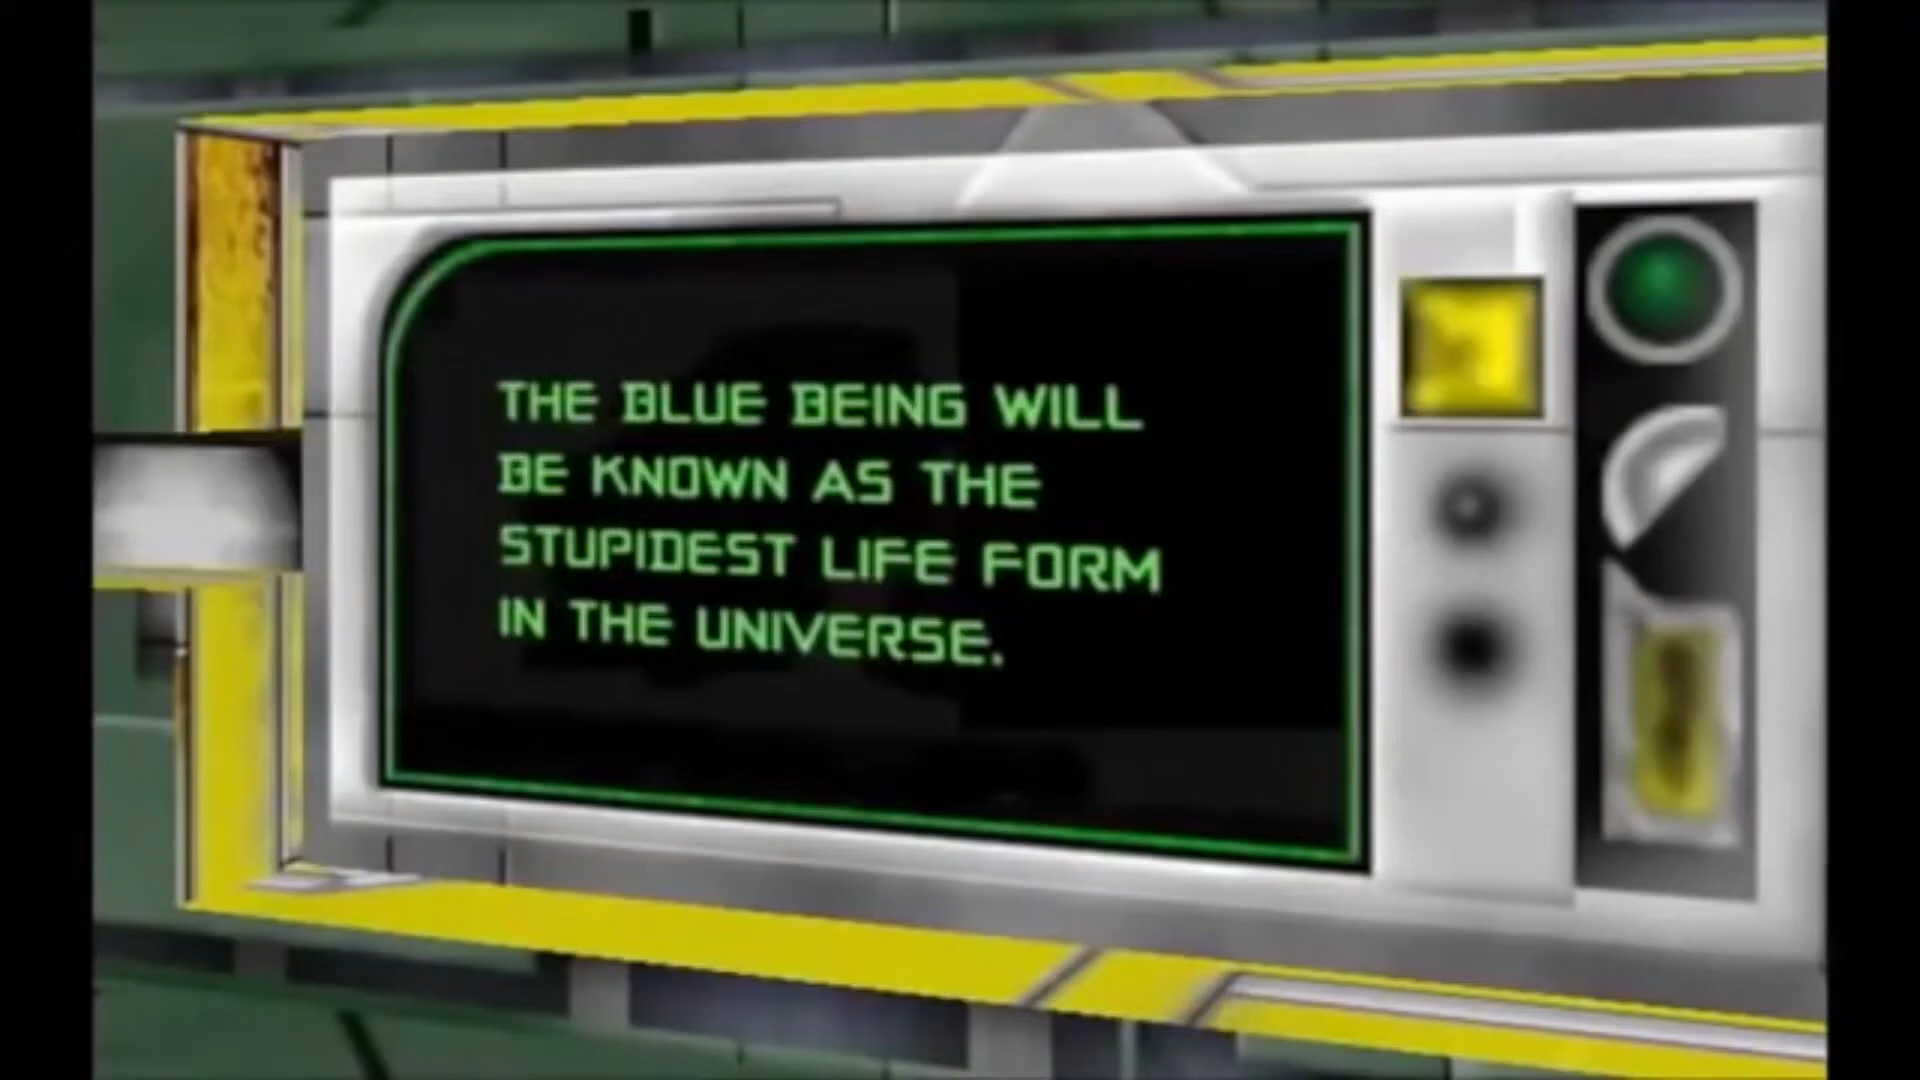 THE BLUE BEING WILL
BE KNOWN AS THE
STUPIDEST LIFE FORM
IN THE UNIVERSE.